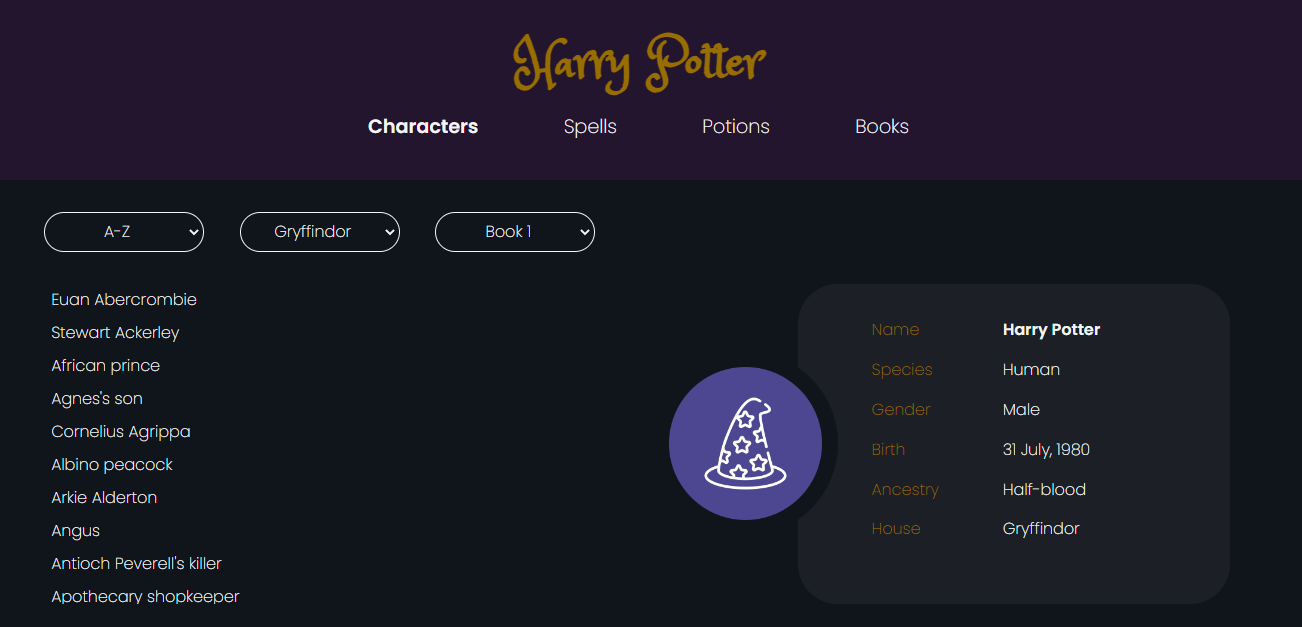 Harry Potter
Characters Spells Potions Books
A-Z Gryffindor Book 1
Euan Abercrombie
Stewart Ackerley
African prince
Agnes's son
Cornelius Agrippa
Albino peacock
Arkie Alderton
Angus
Antioch Peverell's killer
Apothecary shopkeeper
Name Harry Potter
Species Human
Gender Male
Birth 31 July, 1980
Ancestry Half-blood
House Gryffindor